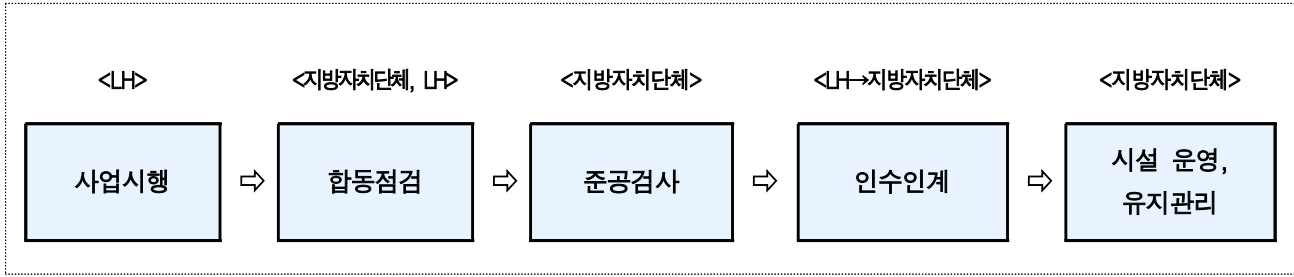 <LH>
<지방자치단체, LH>
<지방자치단체>
<LH→지방자치단체>
<지방자치단체>
사업시행
⇨
합동점검
⇨
준공검사
⇨
인수인계
⇨
시설 운영,
유지관리